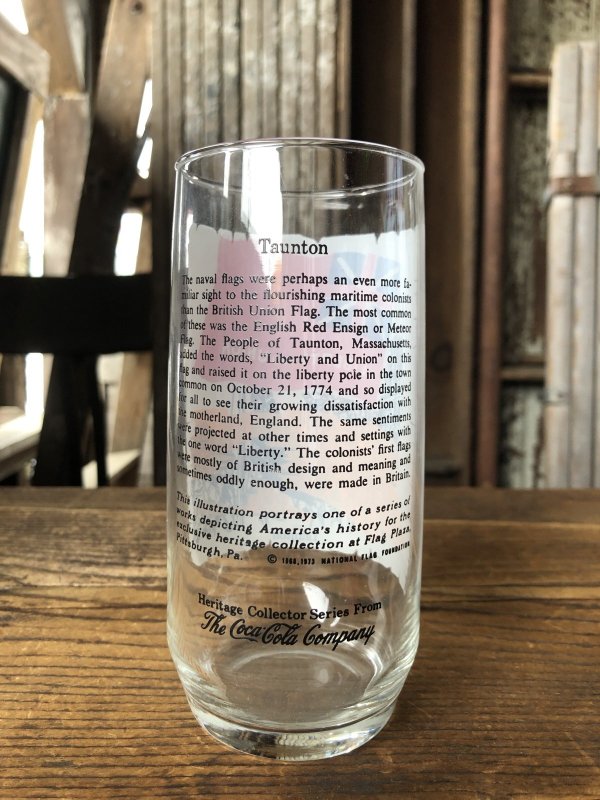 Taunton
The naval flags were perhaps an even more fa-
miliar sight to the flourishing maritime colonists
than the British Union Flag. The most common
of these was the English Red Ensign or Meteor
Flag. The People of Taunton, Massachusetts,
added the words, "Liberty and Union" on this
flag and raised it on the liberty pole in the town
common on October 21, 1774 and so displayed
for all to see their growing dissatisfaction with
the motherland, England. The same sentiments
were projected at other times and settings with
the one word "Liberty." The colonists' first flags
were mostly of British design and meaning and
sometimes oddly enough, were made in Britain.
This illustration portrays one of a series of
works depicting America's history for the
exclusive heritage collection at Flag Plaza,
Pittsburgh, Pa. © 1968, 1973 NATIONAL FLAG FOUNDATION
Heritage Collector Series From
The Coca-Cola Company